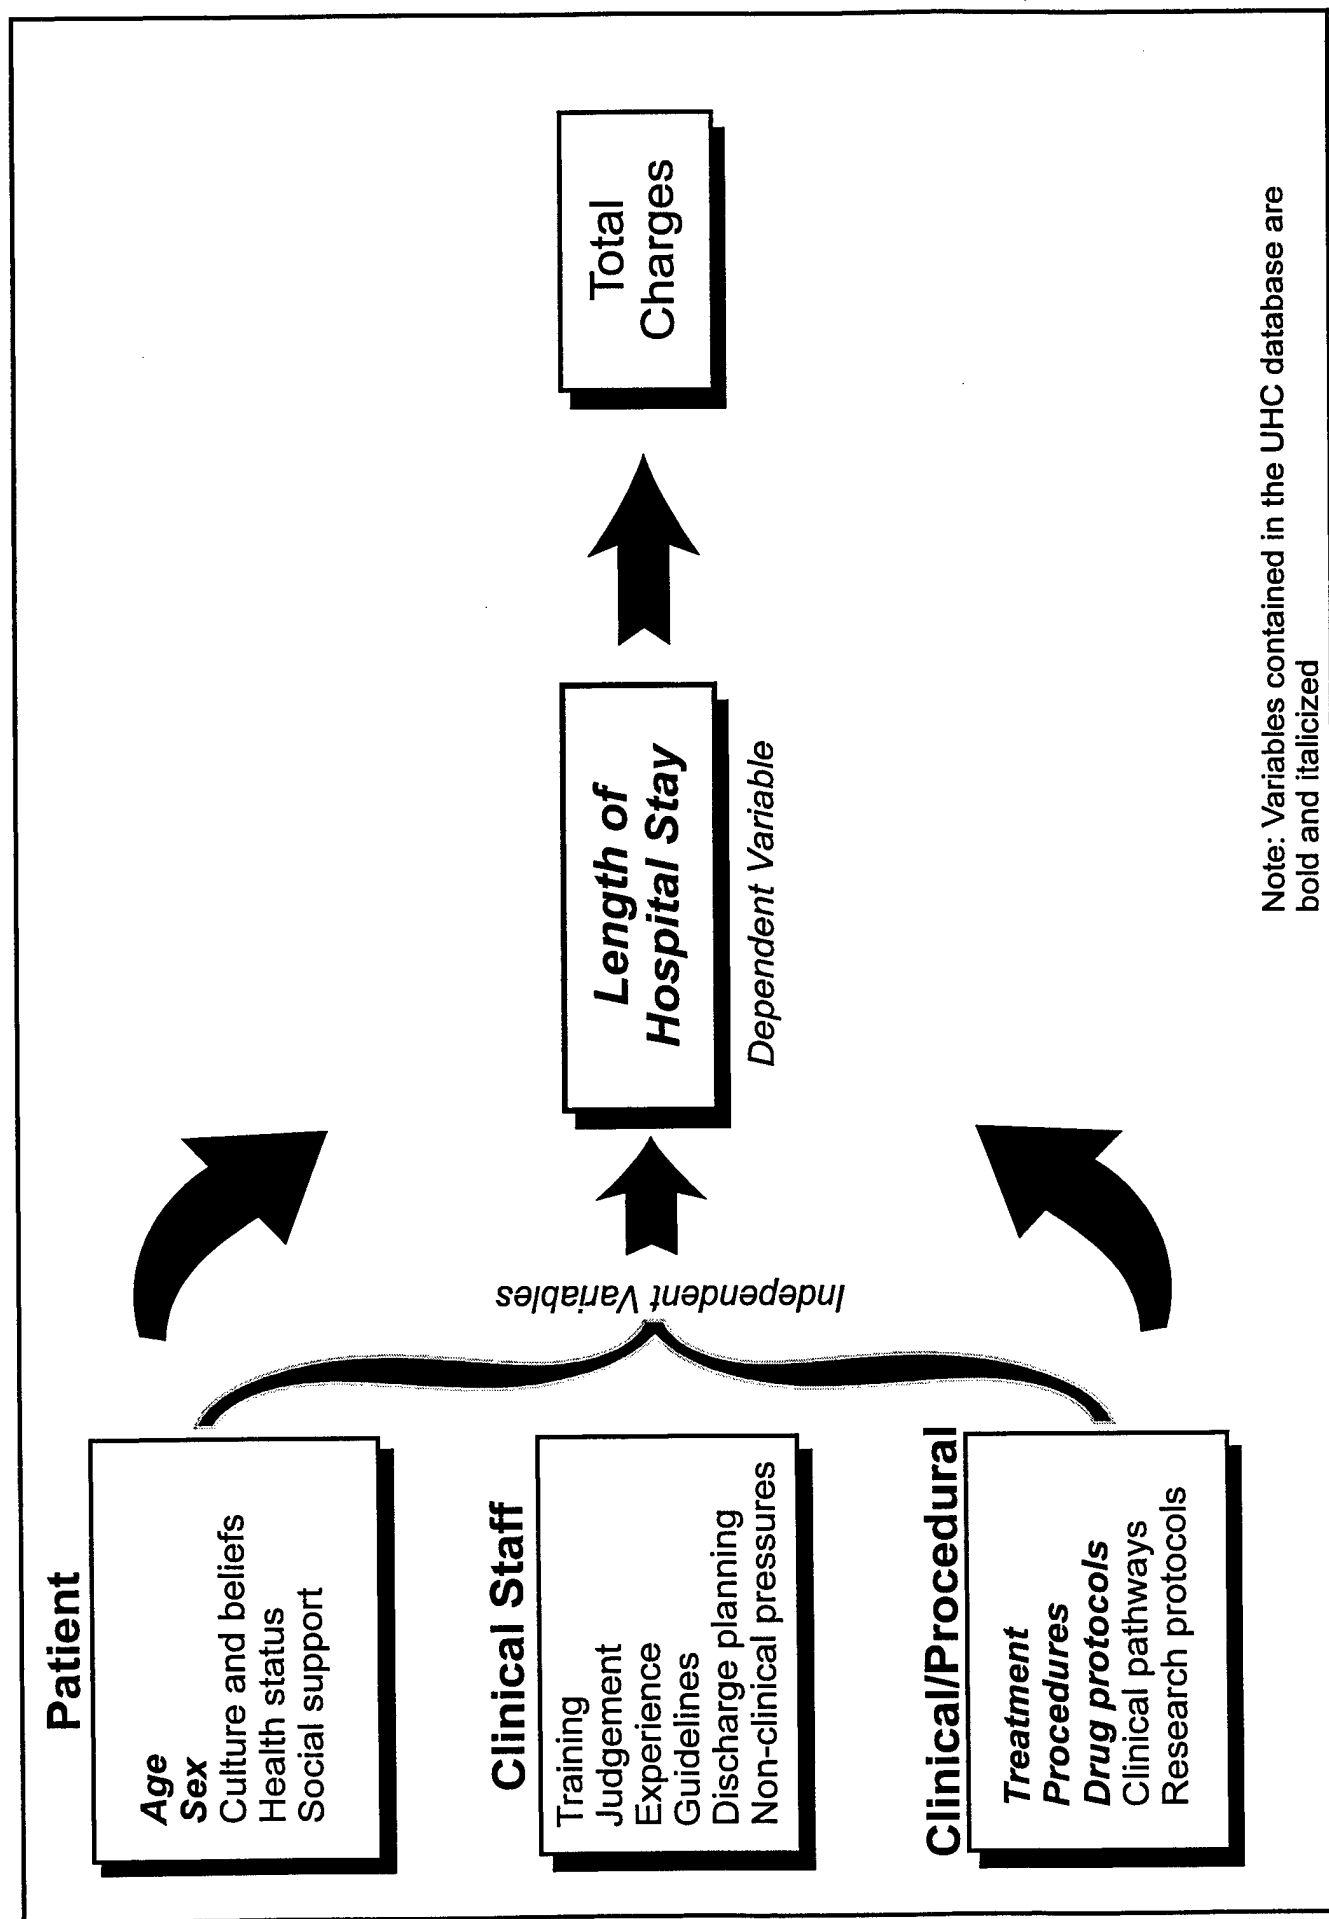 Patient
Age
Sex
Culture and beliefs
Health status
Social support
Clinical Staff
Training
Judgement
Experience
Guidelines
Discharge planning
Non-clinical pressures
Clinical/Procedural
Treatment
Procedures
Drug protocols
Clinical pathways
Research protocols
Independent Variables
Length of
Hospital Stay
Dependent Variable
Total
Charges
Note: Variables contained in the UHC database are
bold and italicized